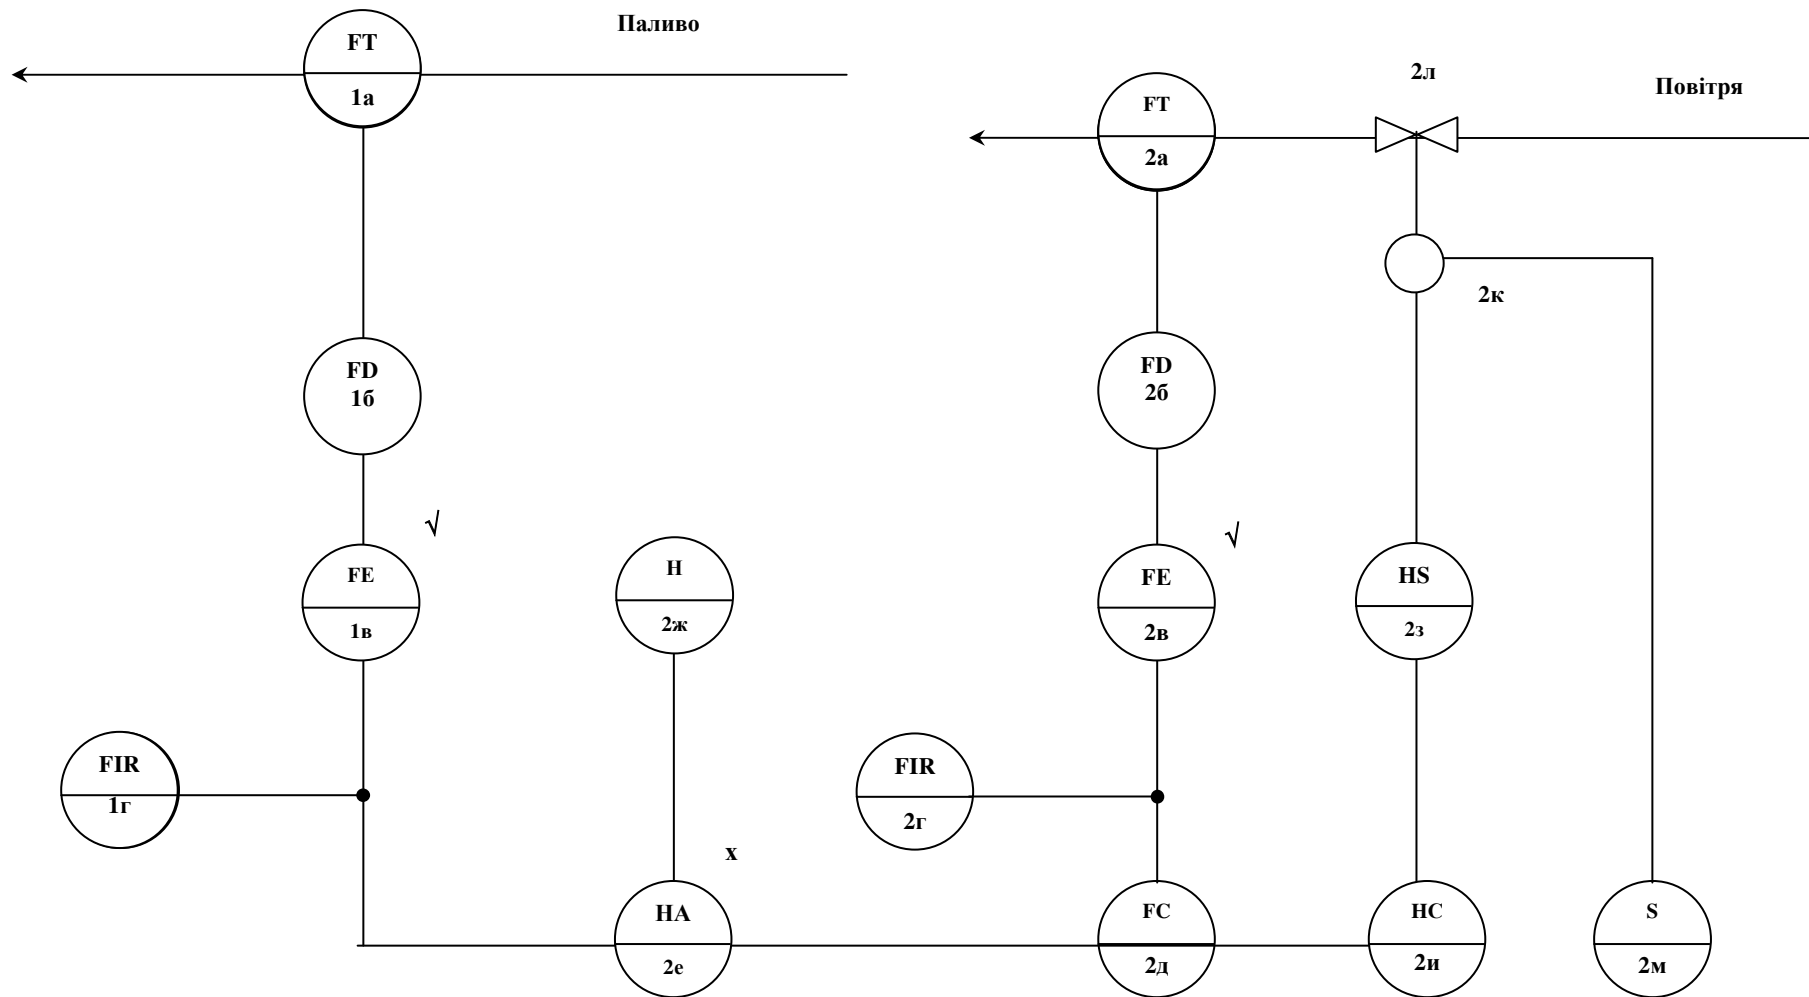 Паливо
FT
1а
2л
Повітря
FT
2а
2к
FD
1б
FD
2б
√
√
FE
1в
H
2ж
FE
2в
HS
2з
FIR
1г
FIR
2г
х
HA
2е
FC
2д
HC
2и
S
2м